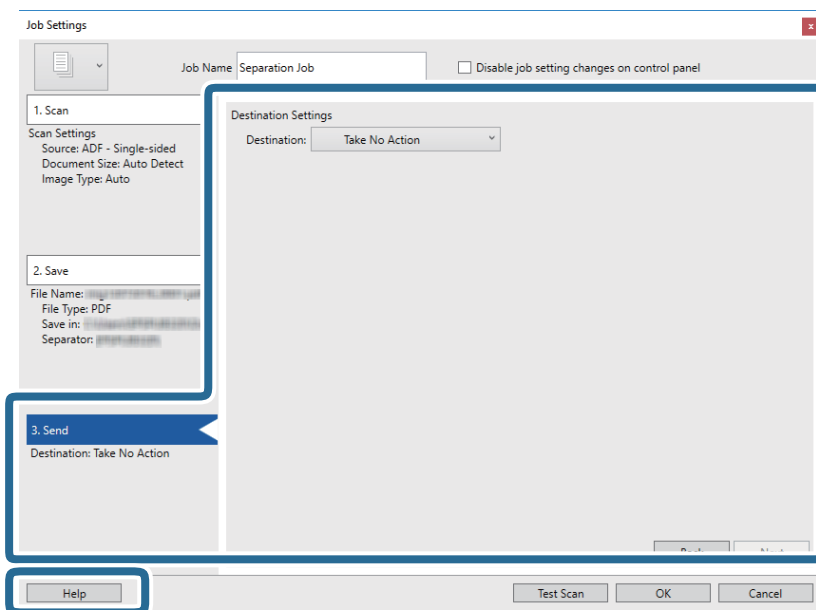 Job Settings
x
Job Name Separation Job Disable job setting changes on control panel
1. Scan
Scan Settings
Source: ADF - Single-sided
Document Size: Auto Detect
Image Type: Auto
2. Save
File Name:
File Type: PDF
Save in:
Separator:
3. Send
Destination: Take No Action
Destination Settings
Destination: Take No Action
Back Next
Help Test Scan OK Cancel